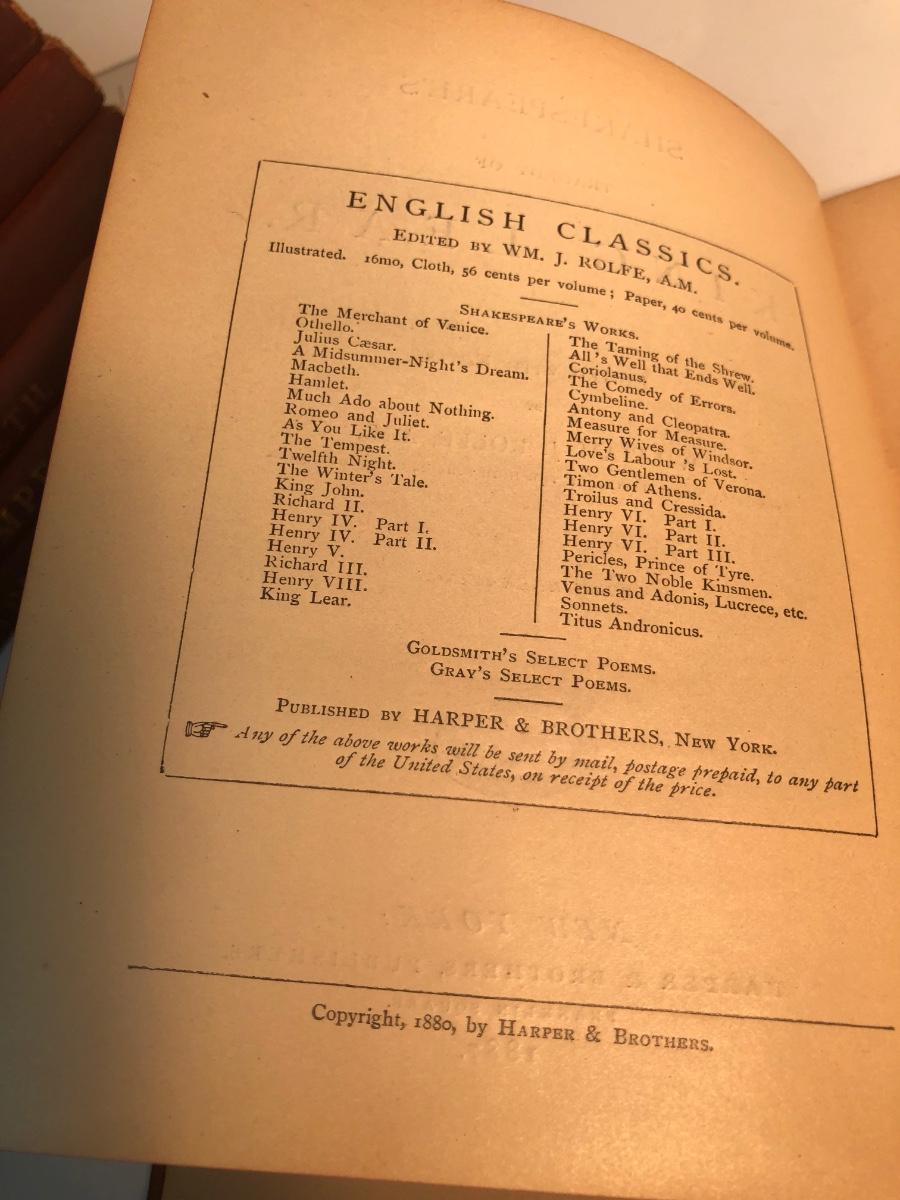 ENGLISH CLASSICS.
EDITED BY WM. J. ROLFE, A.M.
Illustrated. 16mo, Cloth, 56 cents per volume; Paper, 40 cents per volume.
SHAKESPEARE'S WORKS.
The Merchant of Venice.
Othello.
Julius Cæsar.
A Midsummer-Night's Dream.
Macbeth.
Hamlet.
Much Ado about Nothing.
Romeo and Juliet.
As You Like It.
The Tempest.
Twelfth Night.
The Winter's Tale.
King John.
Richard II.
Henry IV. Part I.
Henry IV. Part II.
Henry V.
Richard III.
Henry VIII.
King Lear.
The Taming of the Shrew.
All 's Well that Ends Well.
Coriolanus.
The Comedy of Errors.
Cymbeline.
Antony and Cleopatra.
Measure for Measure.
Merry Wives of Windsor.
Love's Labour 's Lost.
Two Gentlemen of Verona.
Timon of Athens.
Troilus and Cressida.
Henry VI. Part I.
Henry VI. Part II.
Henry VI. Part III.
Pericles, Prince of Tyre.
The Two Noble Kinsmen.
Venus and Adonis, Lucrece, etc.
Sonnets.
Titus Andronicus.
GOLDSMITH'S SELECT POEMS.
GRAY'S SELECT POEMS.
PUBLISHED BY HARPER & BROTHERS, NEW YORK.
Any of the above works will be sent by mail, postage prepaid, to any part
of the United States, on receipt of the price.
Copyright, 1880, by HARPER & BROTHERS.